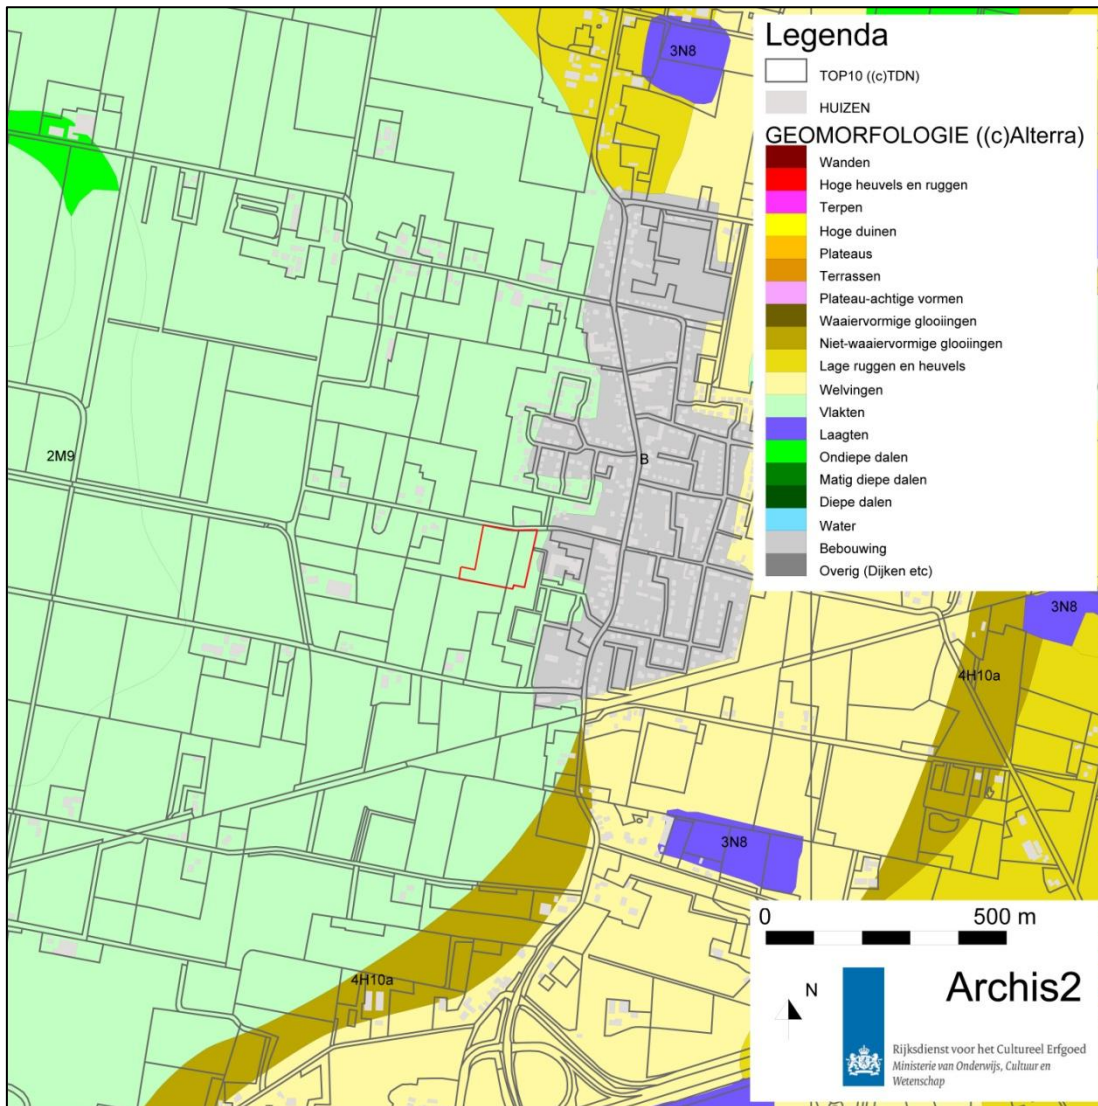 3N8
Legenda
TOP10 ((c)TDN)
HUIZEN
GEOMORFOLOGIE ((c)Alterra)
Wanden
Hoge heuvels en ruggen
Terpen
Hoge duinen
Plateaus
Terrassen
Plateau-achtige vormen
Waaiervormige glooiingen
Niet-waaiervormige glooiingen
Lage ruggen en heuvels
Welvingen
Vlakten
Laagten
Ondiepe dalen
Matig diepe dalen
Diepe dalen
Water
Bebouwing
Overig (Dijken etc)
2M9
B
3N8
4H10a
3N8
4H10a
0 500 m
N
Archis2
Rijksdienst voor het Cultureel Erfgoed
Ministerie van Onderwijs, Cultuur en
Wetenschap